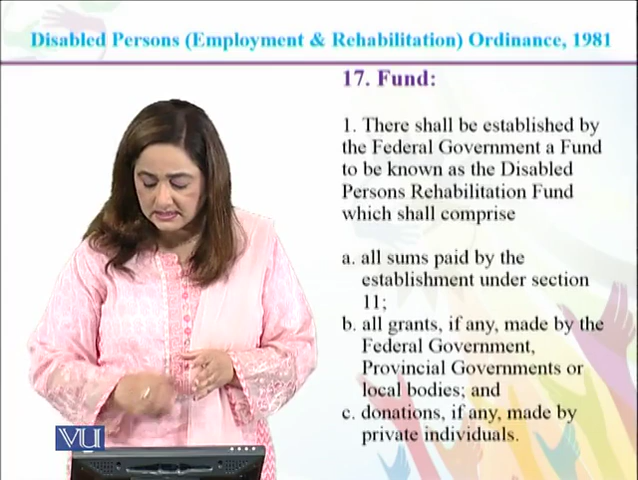 Disabled Persons (Employment & Rehabilitation) Ordinance, 1981
17. Fund:
1. There shall be established by
the Federal Government a Fund
to be known as the Disabled
Persons Rehabilitation Fund
which shall comprise
a. all sums paid by the
establishment under section
11;
b. all grants, if any, made by the
Federal Government,
Provincial Governments or
local bodies; and
c. donations, if any, made by
private individuals.
VU